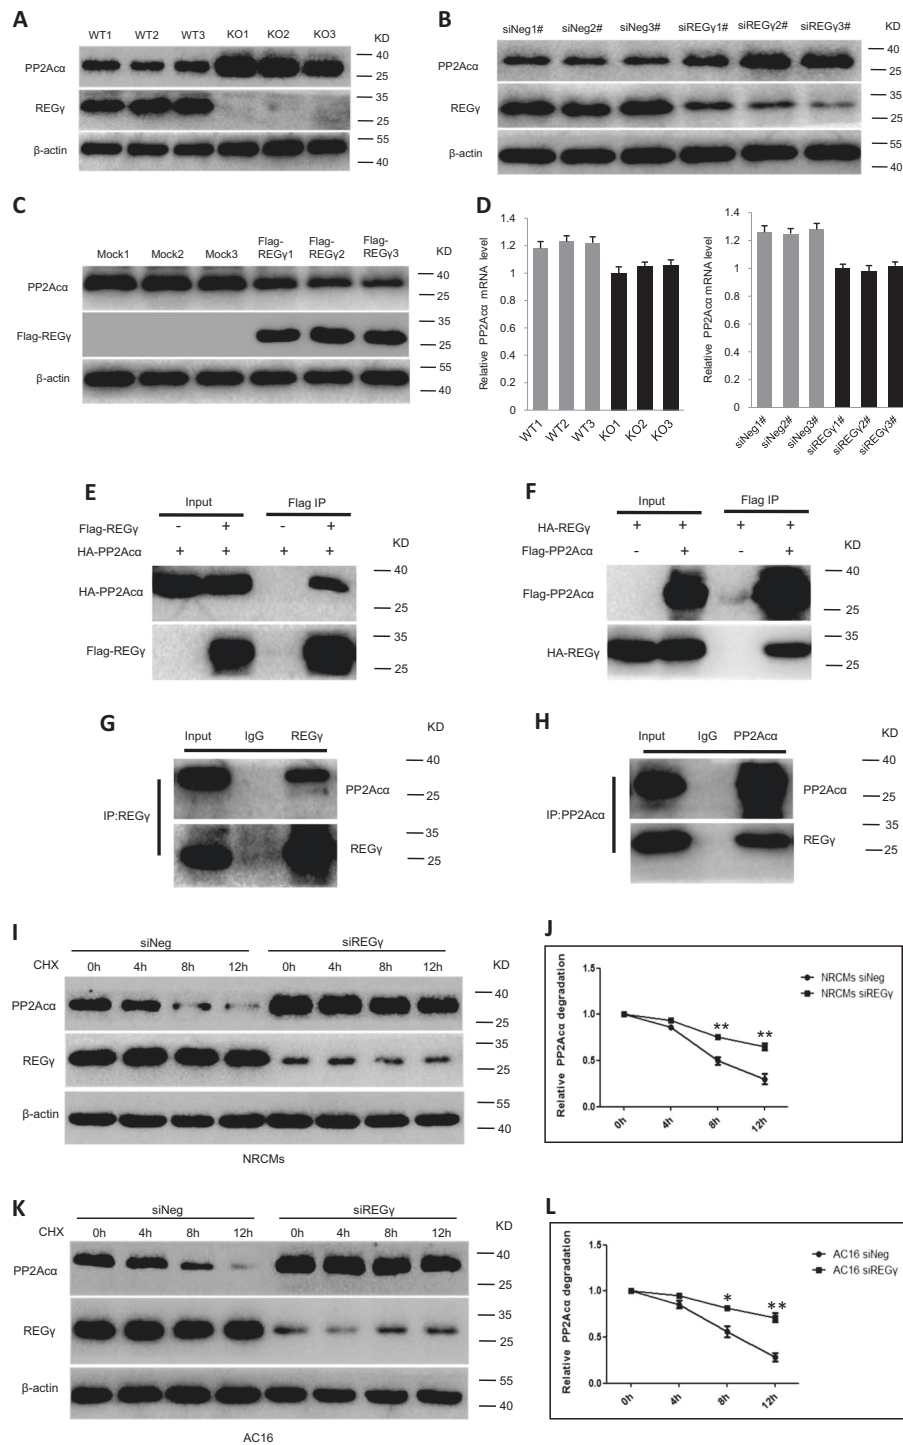 A
WT1 WT2 WT3 KO1 KO2 KO3 KD
PP2Acα 40
25
REGγ 35
25
β-actin 55
40
B
siNeg1# siNeg2# siNeg3# siREGγ1# siREGγ2# siREGγ3# KD
PP2Acα 40
25
REGγ 35
25
β-actin 55
40
C
Mock1 Mock2 Mock3 Flag-REGγ1 Flag-REGγ2 Flag-REGγ3 KD
PP2Acα 40
25
Flag-REGγ 35
25
β-actin 55
40
D
Relative PP2Acα mRNA level
1.4
1.2
1
0.8
0.6
0.4
0.2
0
WT1 WT2 WT3 KO1 KO2 KO3
Relative PP2Acα mRNA level
1.4
1.2
1
0.8
0.6
0.4
0.2
0
siNeg1# siNeg2# siNeg3# siREGγ1# siREGγ2# siREGγ3#
E
Input Flag IP
Flag-REGγ - + - +
HA-PP2Acα + + + + KD
HA-PP2Acα 40
25
Flag-REGγ 35
25
F
Input Flag IP
HA-REGγ + + + +
Flag-PP2Acα - + - + KD
Flag-PP2Acα 40
25
HA-REGγ 35
25
G
Input IgG REGγ KD
IP:REGγ
PP2Acα 40
25
REGγ 35
25
H
Input IgG PP2Acα KD
IP:PP2Acα
PP2Acα 40
25
REGγ 35
25
I
siNeg siREGγ
CHX 0h 4h 8h 12h 0h 4h 8h 12h KD
PP2Acα 40
25
REGγ 35
25
β-actin 55
40
NRCMs
J
Relative PP2Acα degradation
1.5
1.0
0.5
0.0
NRCMs siNeg
NRCMs siREGγ
** **
0h 4h 8h 12h
K
siNeg siREGγ
CHX 0h 4h 8h 12h 0h 4h 8h 12h KD
PP2Acα 40
25
REGγ 35
25
β-actin 55
40
AC16
L
Relative PP2Acα degradation
1.5
1.0
0.5
0.0
AC16 siNeg
AC16 siREGγ
* **
0h 4h 8h 12h